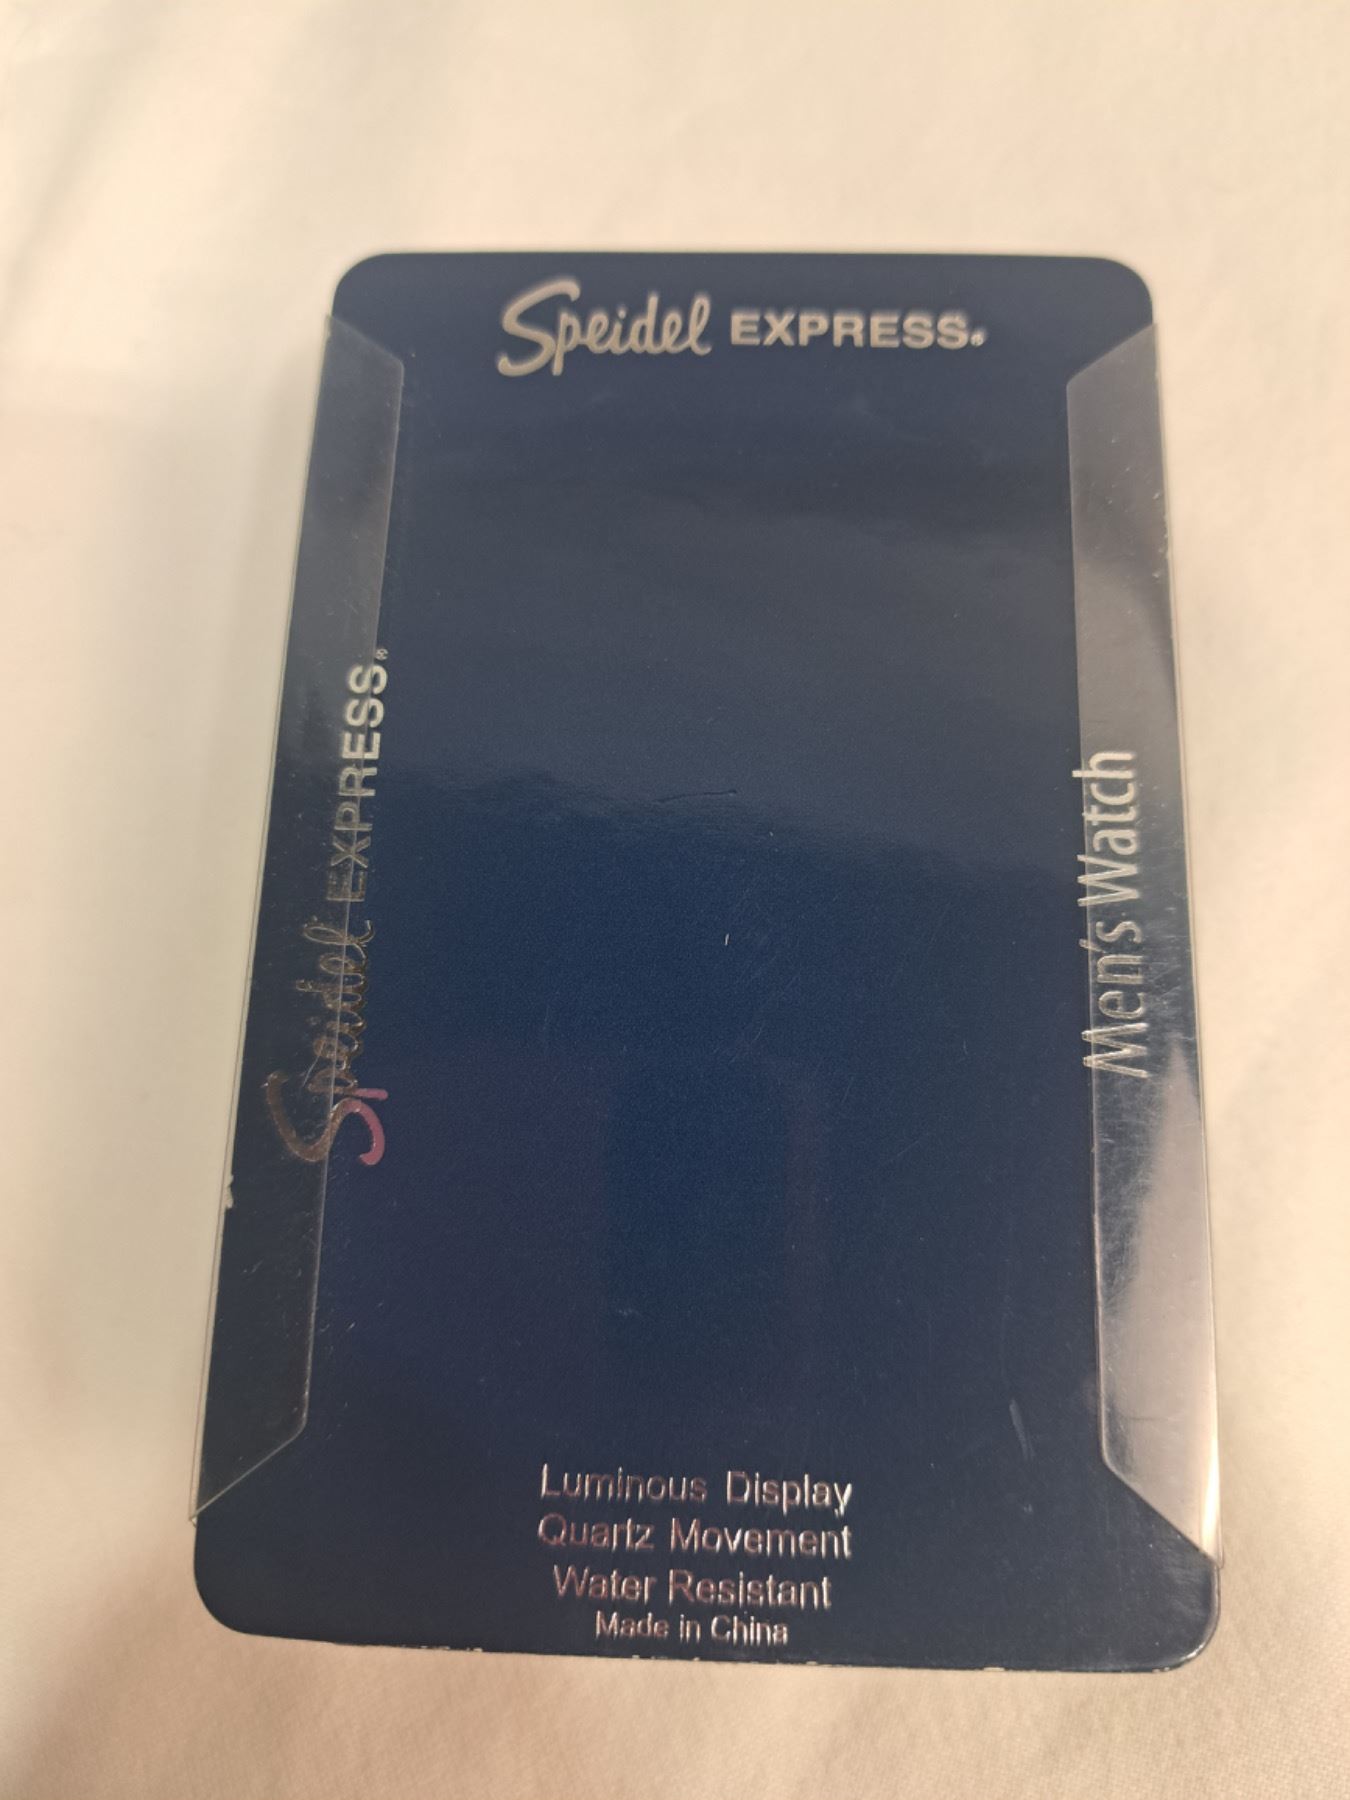 Speidel EXPRESS®
Speidel EXPRESS®
Men's Watch
Luminous Display
Quartz Movement
Water Resistant
Made in China